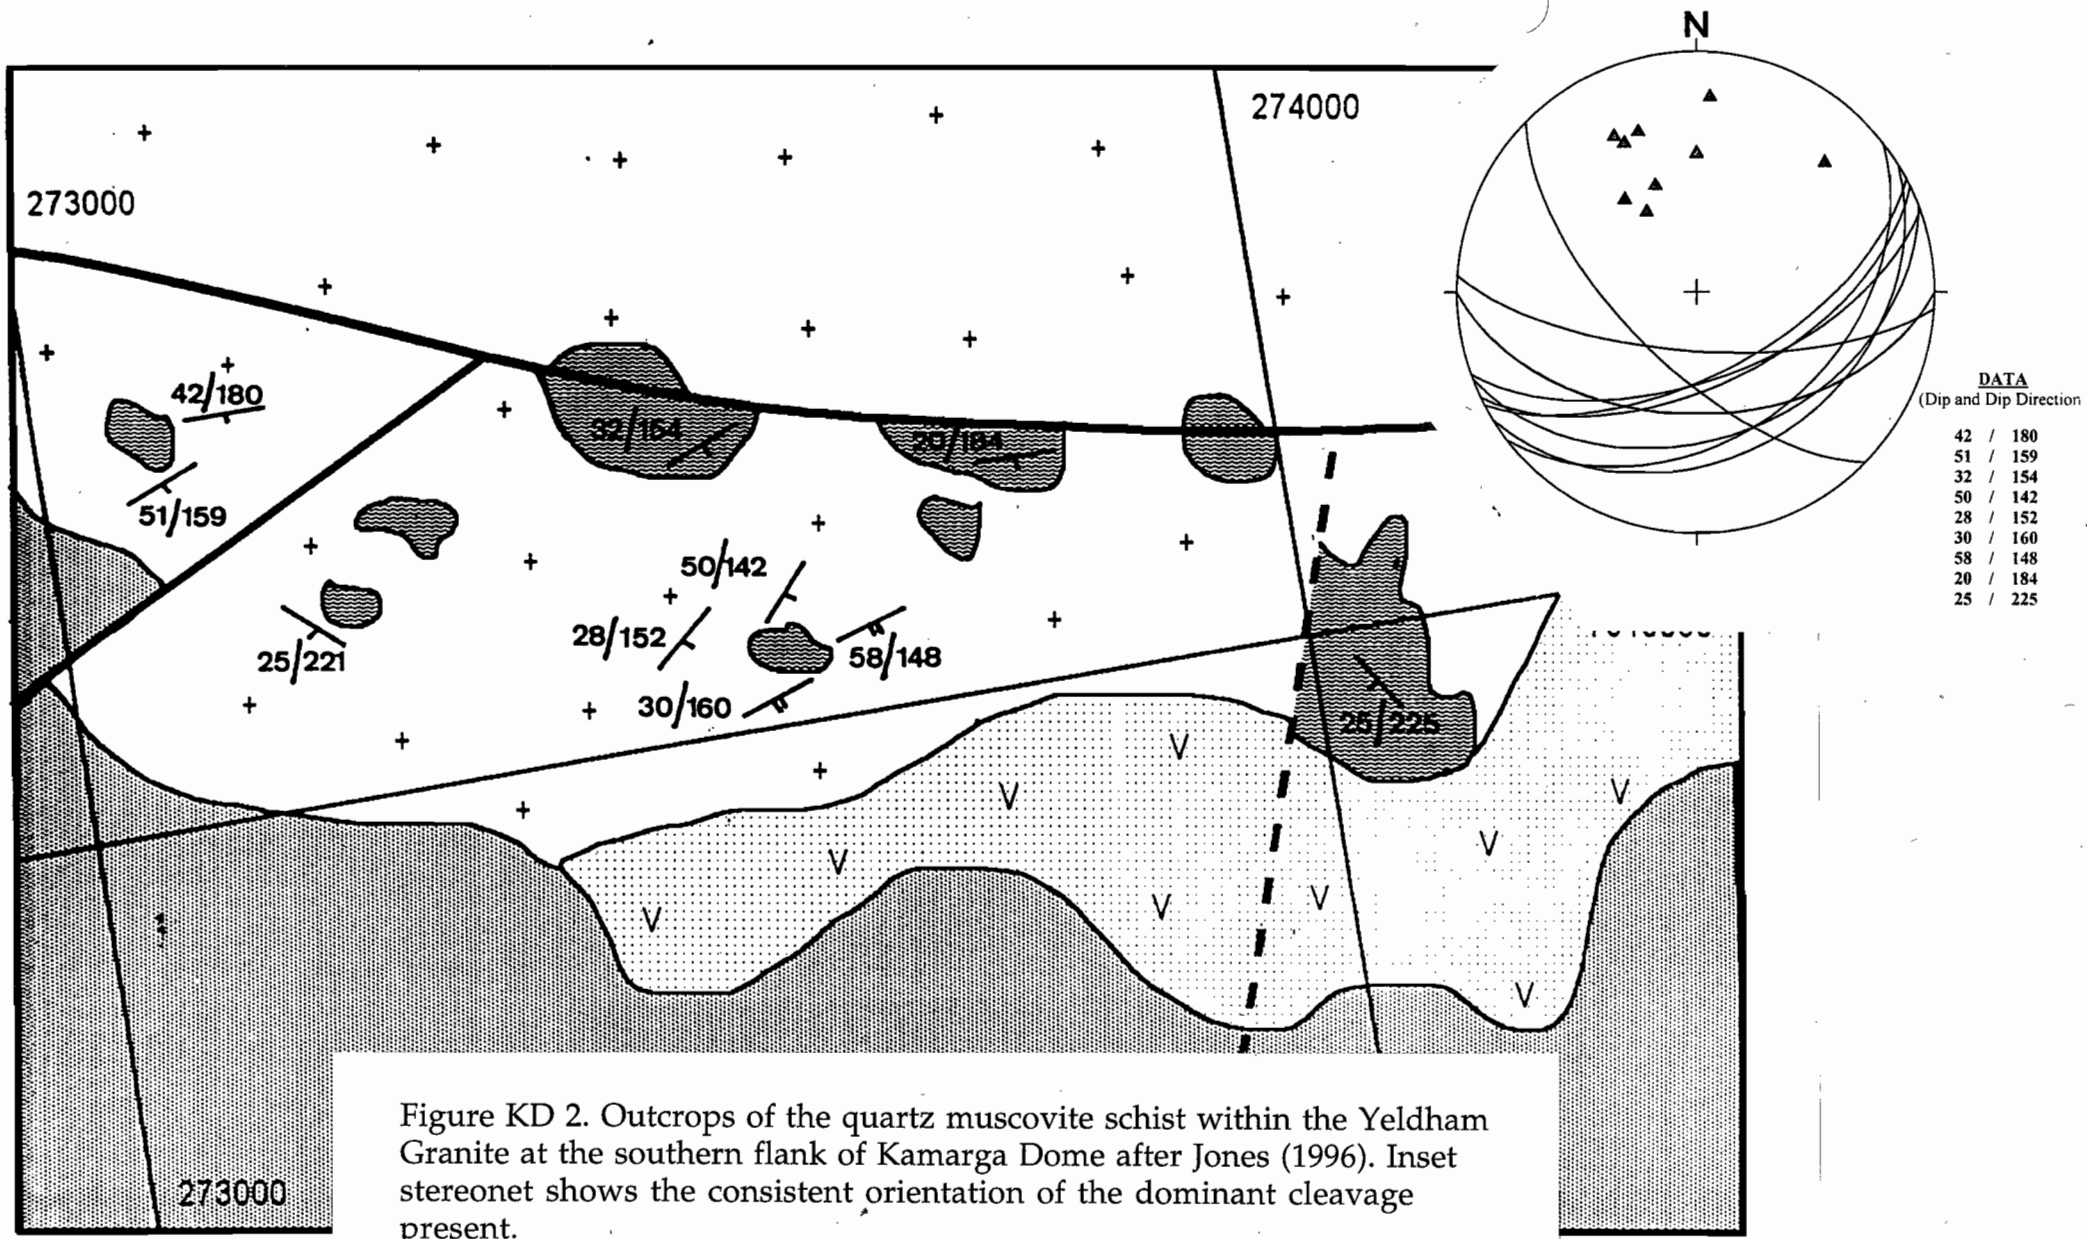 N
274000
273000
42/180
51/159
32/154
20/184
50/142
28/152
58/148
30/160
25/221
25/225
DATA
(Dip and Dip Direction
42 / 180
51 / 159
32 / 154
50 / 142
28 / 152
30 / 160
58 / 148
20 / 184
25 / 225
V V V V V V V V V
273000
Figure KD 2. Outcrops of the quartz muscovite schist within the Yeldham
Granite at the southern flank of Kamarga Dome after Jones (1996). Inset
stereonet shows the consistent orientation of the dominant cleavage
present.